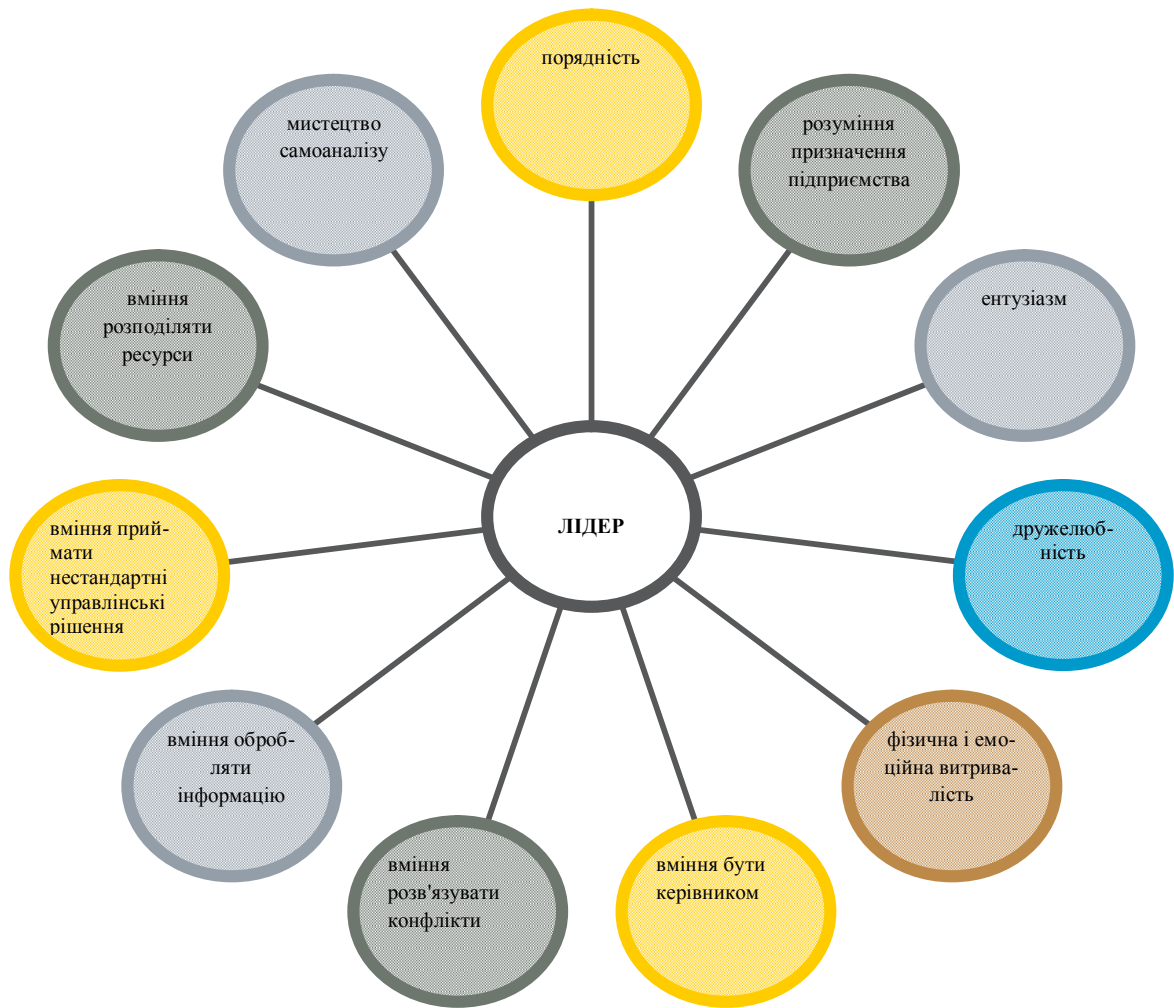 порядність
розуміння
призначення
підприємства
ентузіазм
дружелюб-
ність
фізична і емо-
ційна витрива-
лість
вміння бути
керівником
вміння
розв'язувати
конфлікти
вміння оброб-
ляти
інформацію
вміння прий-
мати
нестандартні
управлінські
рішення
вміння
розподіляти
ресурси
мистецтво
самоаналізу
ЛІДЕР